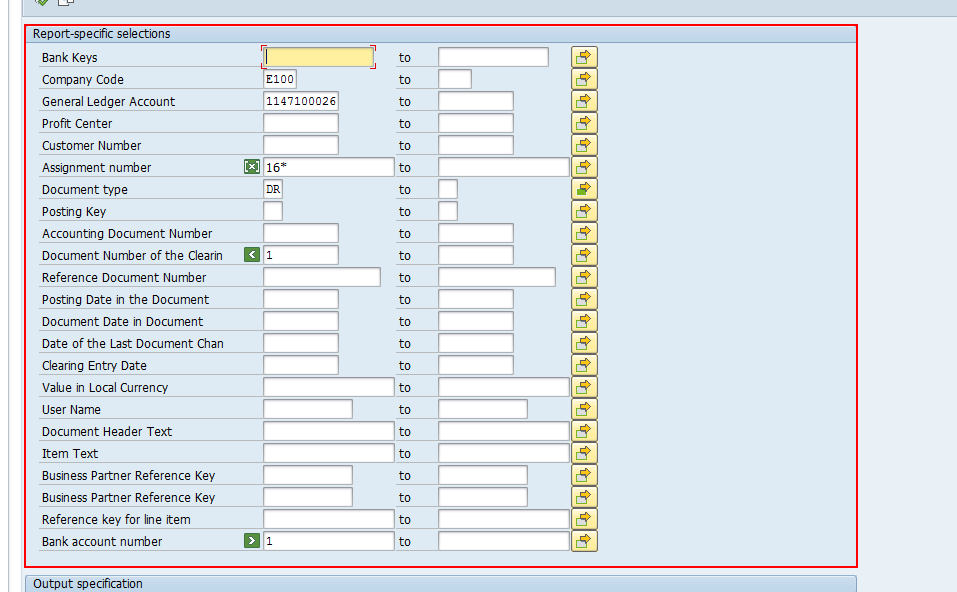 Report-specific selections
Bank Keys to
Company Code E100 to
General Ledger Account 1147100026 to
Profit Center to
Customer Number to
Assignment number 16* to
Document type DR to
Posting Key to
Accounting Document Number to
Document Number of the Clearin < 1 to
Reference Document Number to
Posting Date in the Document to
Document Date in Document to
Date of the Last Document Chan to
Clearing Entry Date to
Value in Local Currency to
User Name to
Document Header Text to
Item Text to
Business Partner Reference Key to
Business Partner Reference Key to
Reference key for line item to
Bank account number > 1 to
Output specification